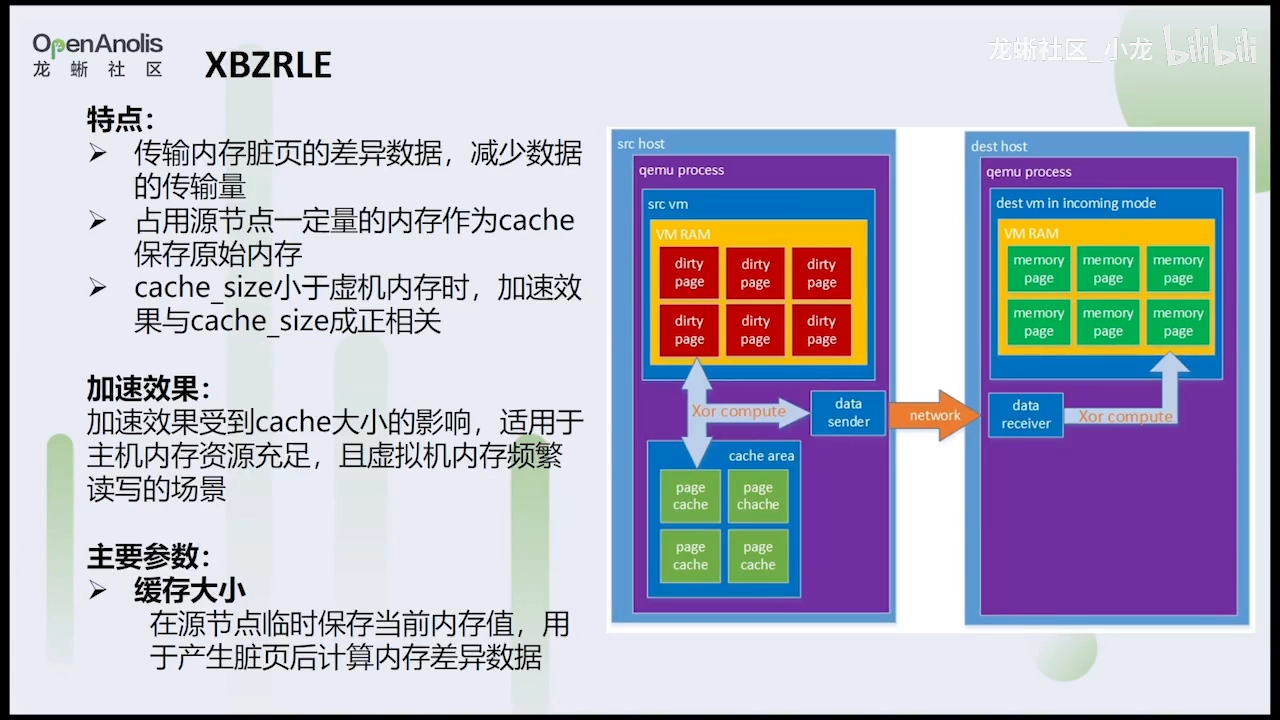 OpenAnolis
龙 蜥 社 区
XBZRLE
龙蜥社区_小龙 bilibili
特点：
➢ 传输内存脏页的差异数据，减少数据
的传输量
➢ 占用源节点一定量的内存作为cache
保存原始内存
➢ cache_size小于虚机内存时，加速效
果与cache_size成正相关
加速效果：
加速效果受到cache大小的影响，适用于
主机内存资源充足，且虚拟机内存频繁
读写的场景
主要参数：
➢ 缓存大小
在源节点临时保存当前内存值，用
于产生脏页后计算内存差异数据
src host
qemu process
src vm
VM RAM
dirty
page
dirty
page
dirty
page
dirty
page
dirty
page
dirty
page
Xor compute
data
sender
cache area
page
cache
page
chache
page
cache
page
cache
network
dest host
qemu process
dest vm in incoming mode
VM RAM
memory
page
memory
page
memory
page
memory
page
memory
page
memory
page
data
receiver
Xor compute